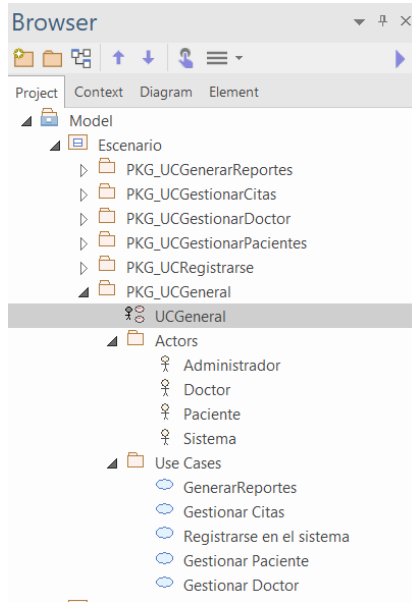 Browser
Project Context Diagram Element
Model
Escenario
PKG_UCGenerarReportes
PKG_UCGestionarCitas
PKG_UCGestionarDoctor
PKG_UCGestionarPacientes
PKG_UCRegistrarse
PKG_UCGeneral
UCGeneral
Actors
Administrador
Doctor
Paciente
Sistema
Use Cases
GenerarReportes
Gestionar Citas
Registrarse en el sistema
Gestionar Paciente
Gestionar Doctor